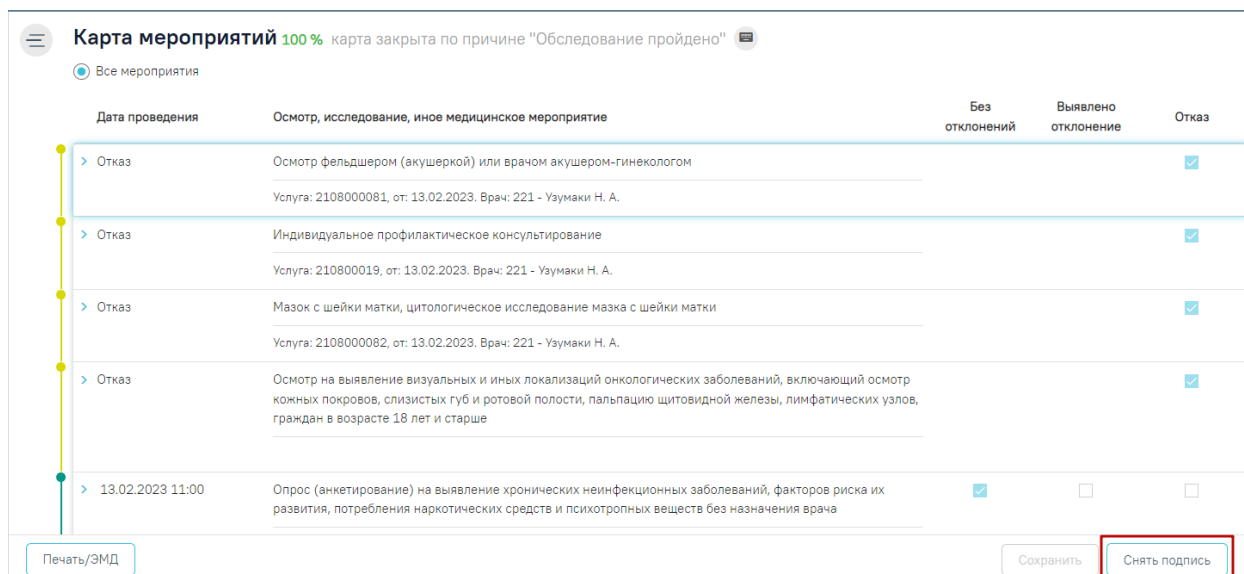 Карта мероприятий 100 % карта закрыта по причине "Обследование пройдено"
Все мероприятия
Дата проведения Осмотр, исследование, иное медицинское мероприятие Без отклонений Выявлено отклонение Отказ
Отказ Осмотр фельдшером (акушеркой) или врачом акушером-гинекологом
Услуга: 2108000081, от: 13.02.2023. Врач: 221 - Узумаки Н. А.
Отказ Индивидуальное профилактическое консультирование
Услуга: 210800019, от: 13.02.2023. Врач: 221 - Узумаки Н. А.
Отказ Мазок с шейки матки, цитологическое исследование мазка с шейки матки
Услуга: 2108000082, от: 13.02.2023. Врач: 221 - Узумаки Н. А.
Отказ Осмотр на выявление визуальных и иных локализаций онкологических заболеваний, включающий осмотр
кожных покровов, слизистых губ и ротовой полости, пальпацию щитовидной железы, лимфатических узлов,
граждан в возрасте 18 лет и старше
13.02.2023 11:00 Опрос (анкетирование) на выявление хронических неинфекционных заболеваний, факторов риска их
развития, потребления наркотических средств и психотропных веществ без назначения врача
Печать/ЭМД Сохранить Снять подпись